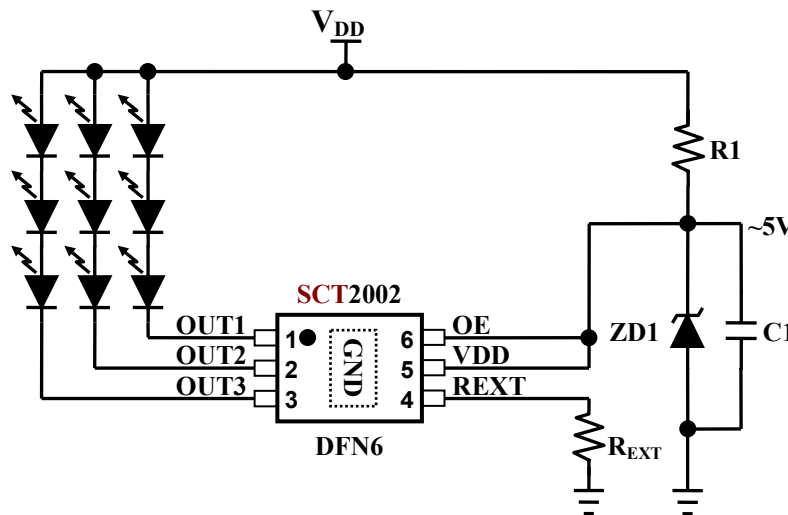 VDD
R1
~5V
SCT2002
OUT1 1 6 OE
ZD1
C1
OUT2 2 GND 5 VDD
OUT3 3 4 REXT
DFN6
REXT